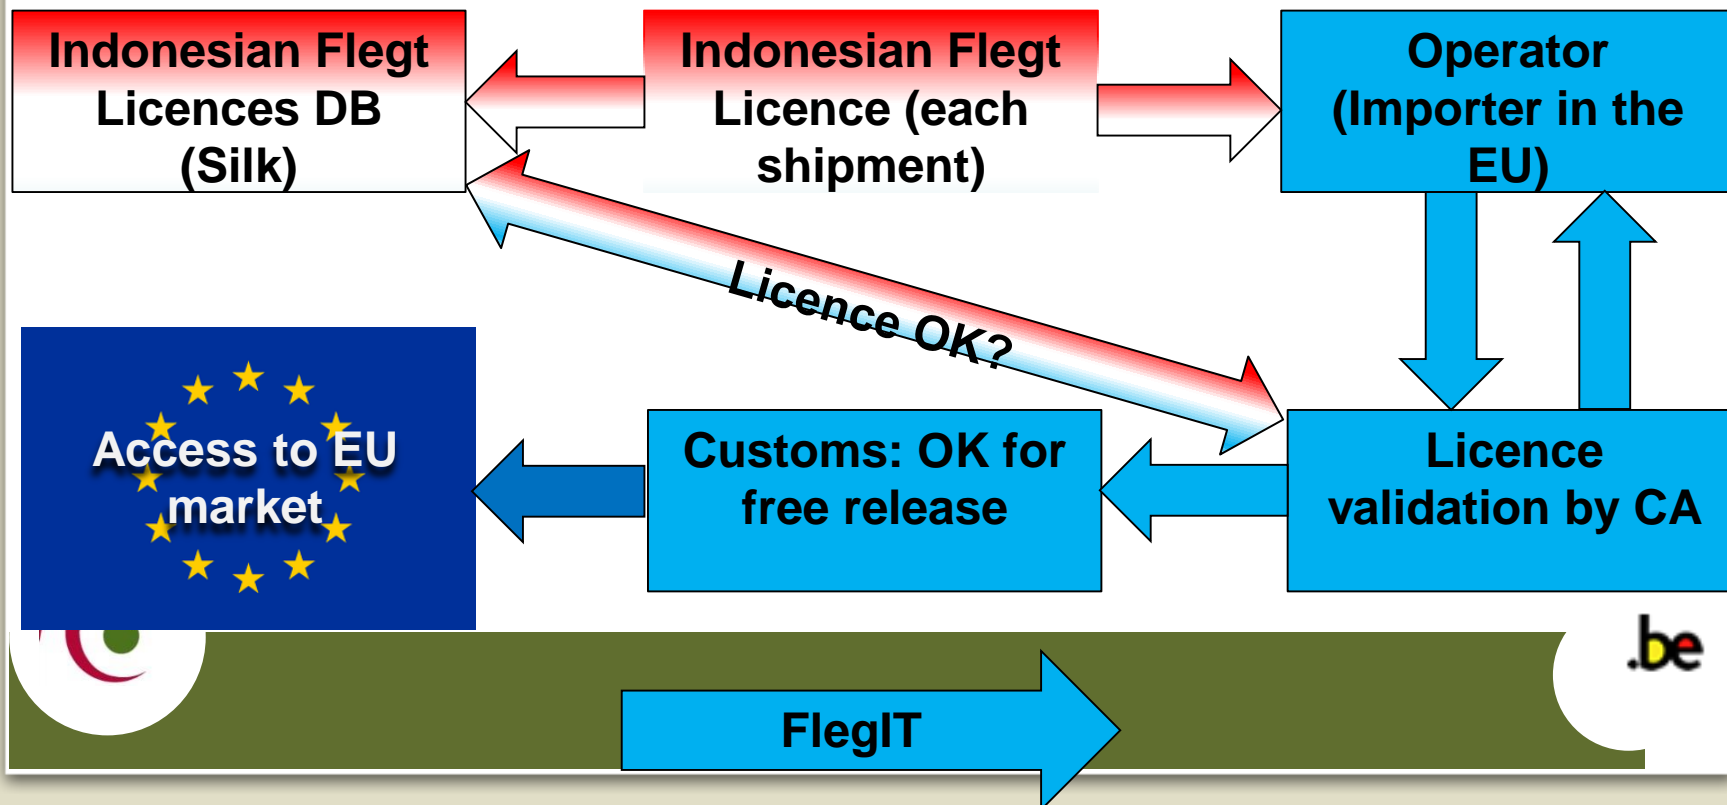 Indonesian Flegt
Licences DB
(Silk)
Indonesian Flegt
Licence (each
shipment)
Operator
(Importer in the
EU)
Licence OK?
Access to EU
market
Customs: OK for
free release
Licence
validation by CA
.be
FlegIT